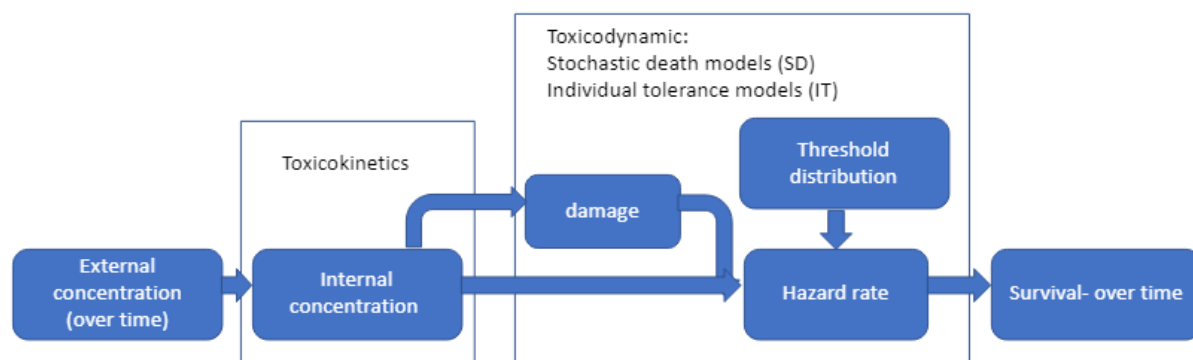 Toxicodynamic:
Stochastic death models (SD)
Individual tolerance models (IT)
Toxicokinetics
Threshold
distribution
damage
External
concentration
(over time)
Internal
concentration
Hazard rate
Survival- over time